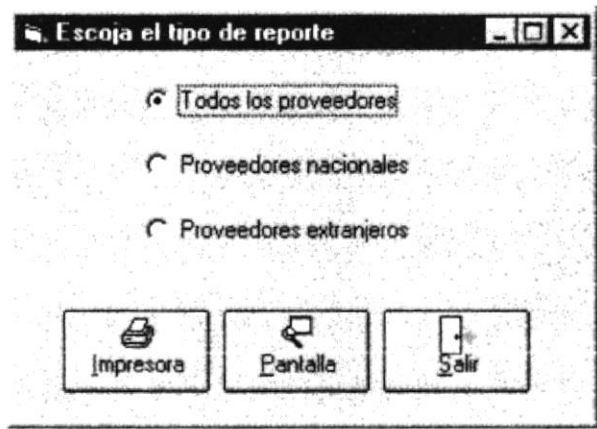 Escoja el tipo de reporte
Todos los proveedores
Proveedores nacionales
Proveedores extranjeros
Impresora Pantalla Salir